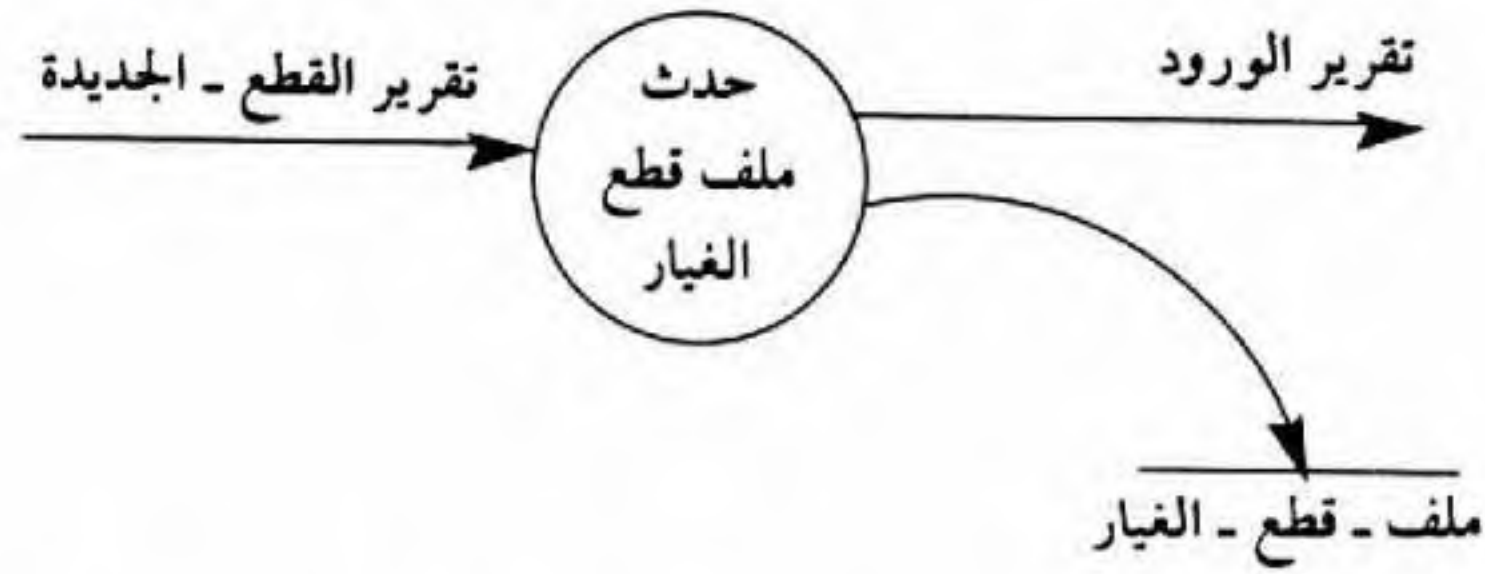 تقرير الورود
حدث
ملف قطع
الغيار
تقرير القطع ـ الجديدة
ملف ـ قطع ـ الغيار